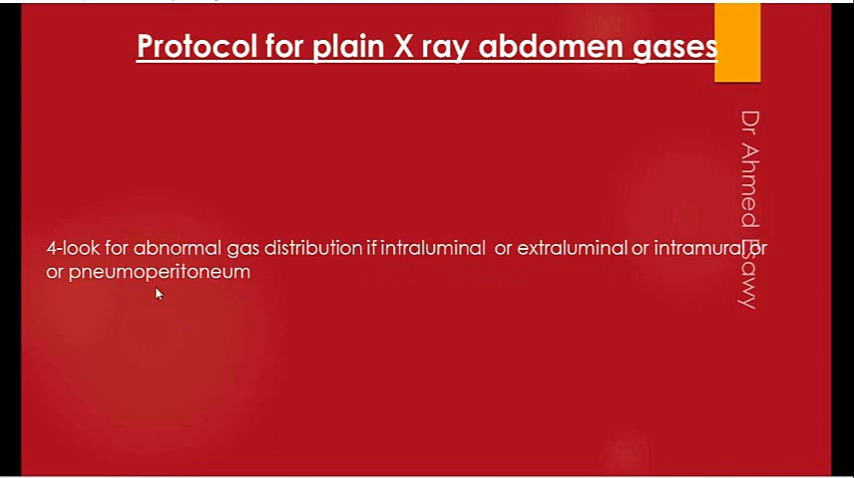 Protocol for plain X ray abdomen gases
4-look for abnormal gas distribution if intraluminal or extraluminal or intramural or
or pneumoperitoneum
Dr Ahmed Esawy